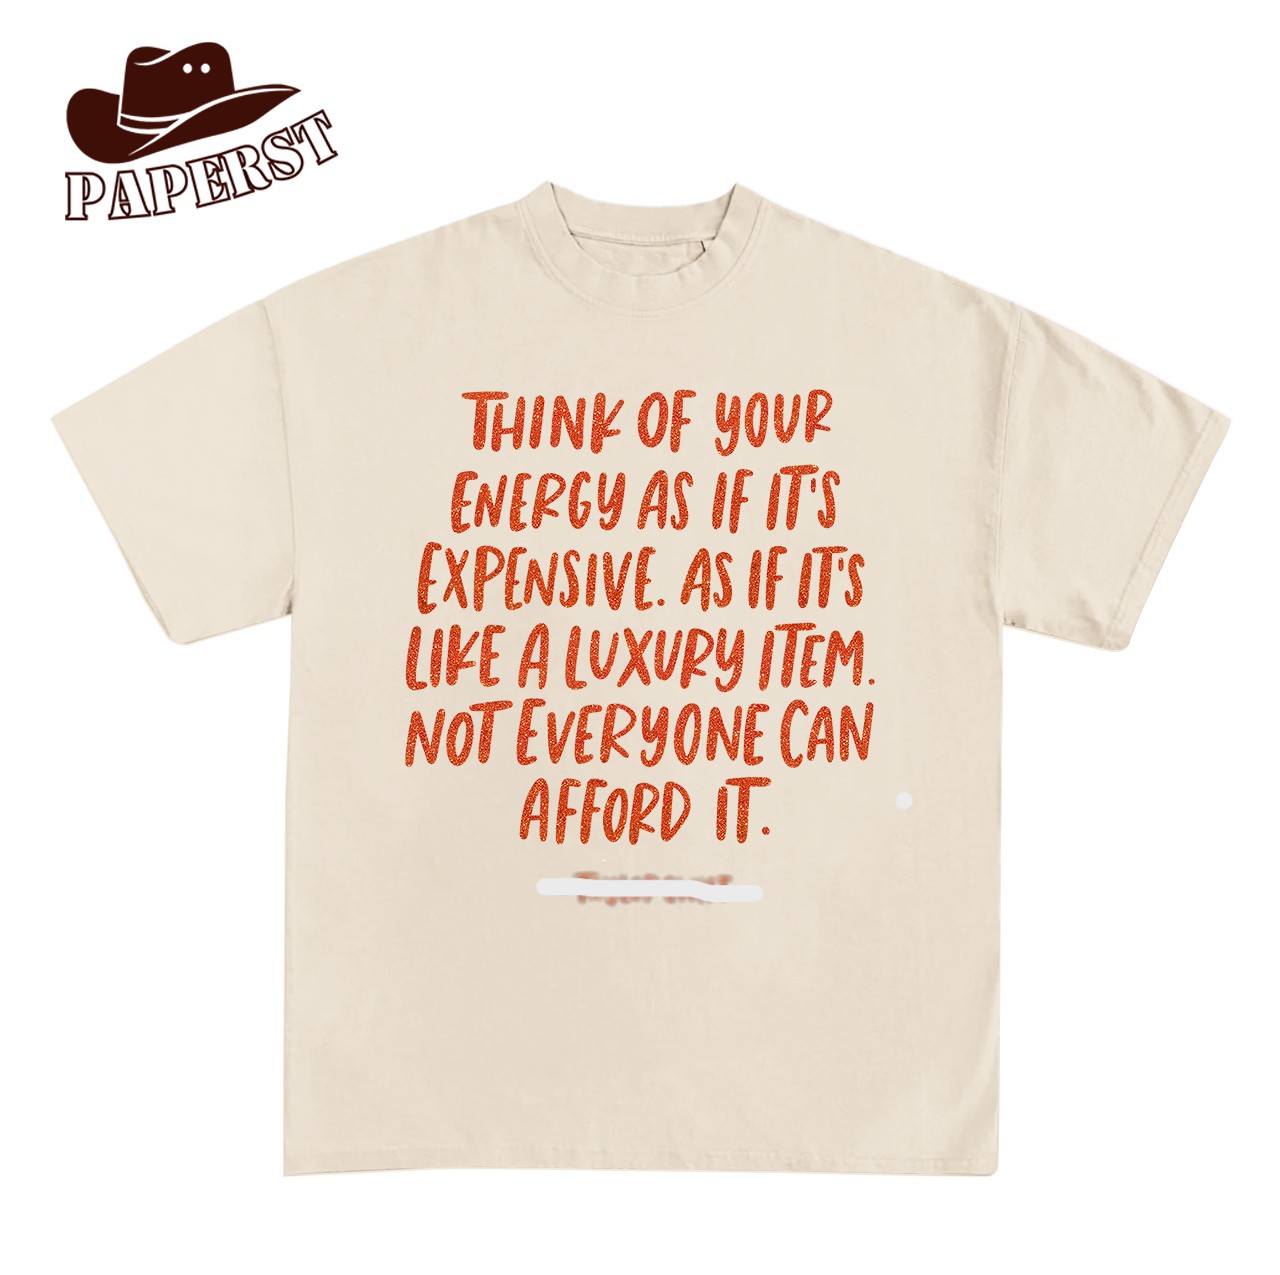 PAPERST
THINK OF YOUR
ENERGY AS IF IT'S
EXPENSIVE. AS IF IT'S
LIKE A LUXURY ITEM.
NOT EVERYONE CAN
AFFORD IT.